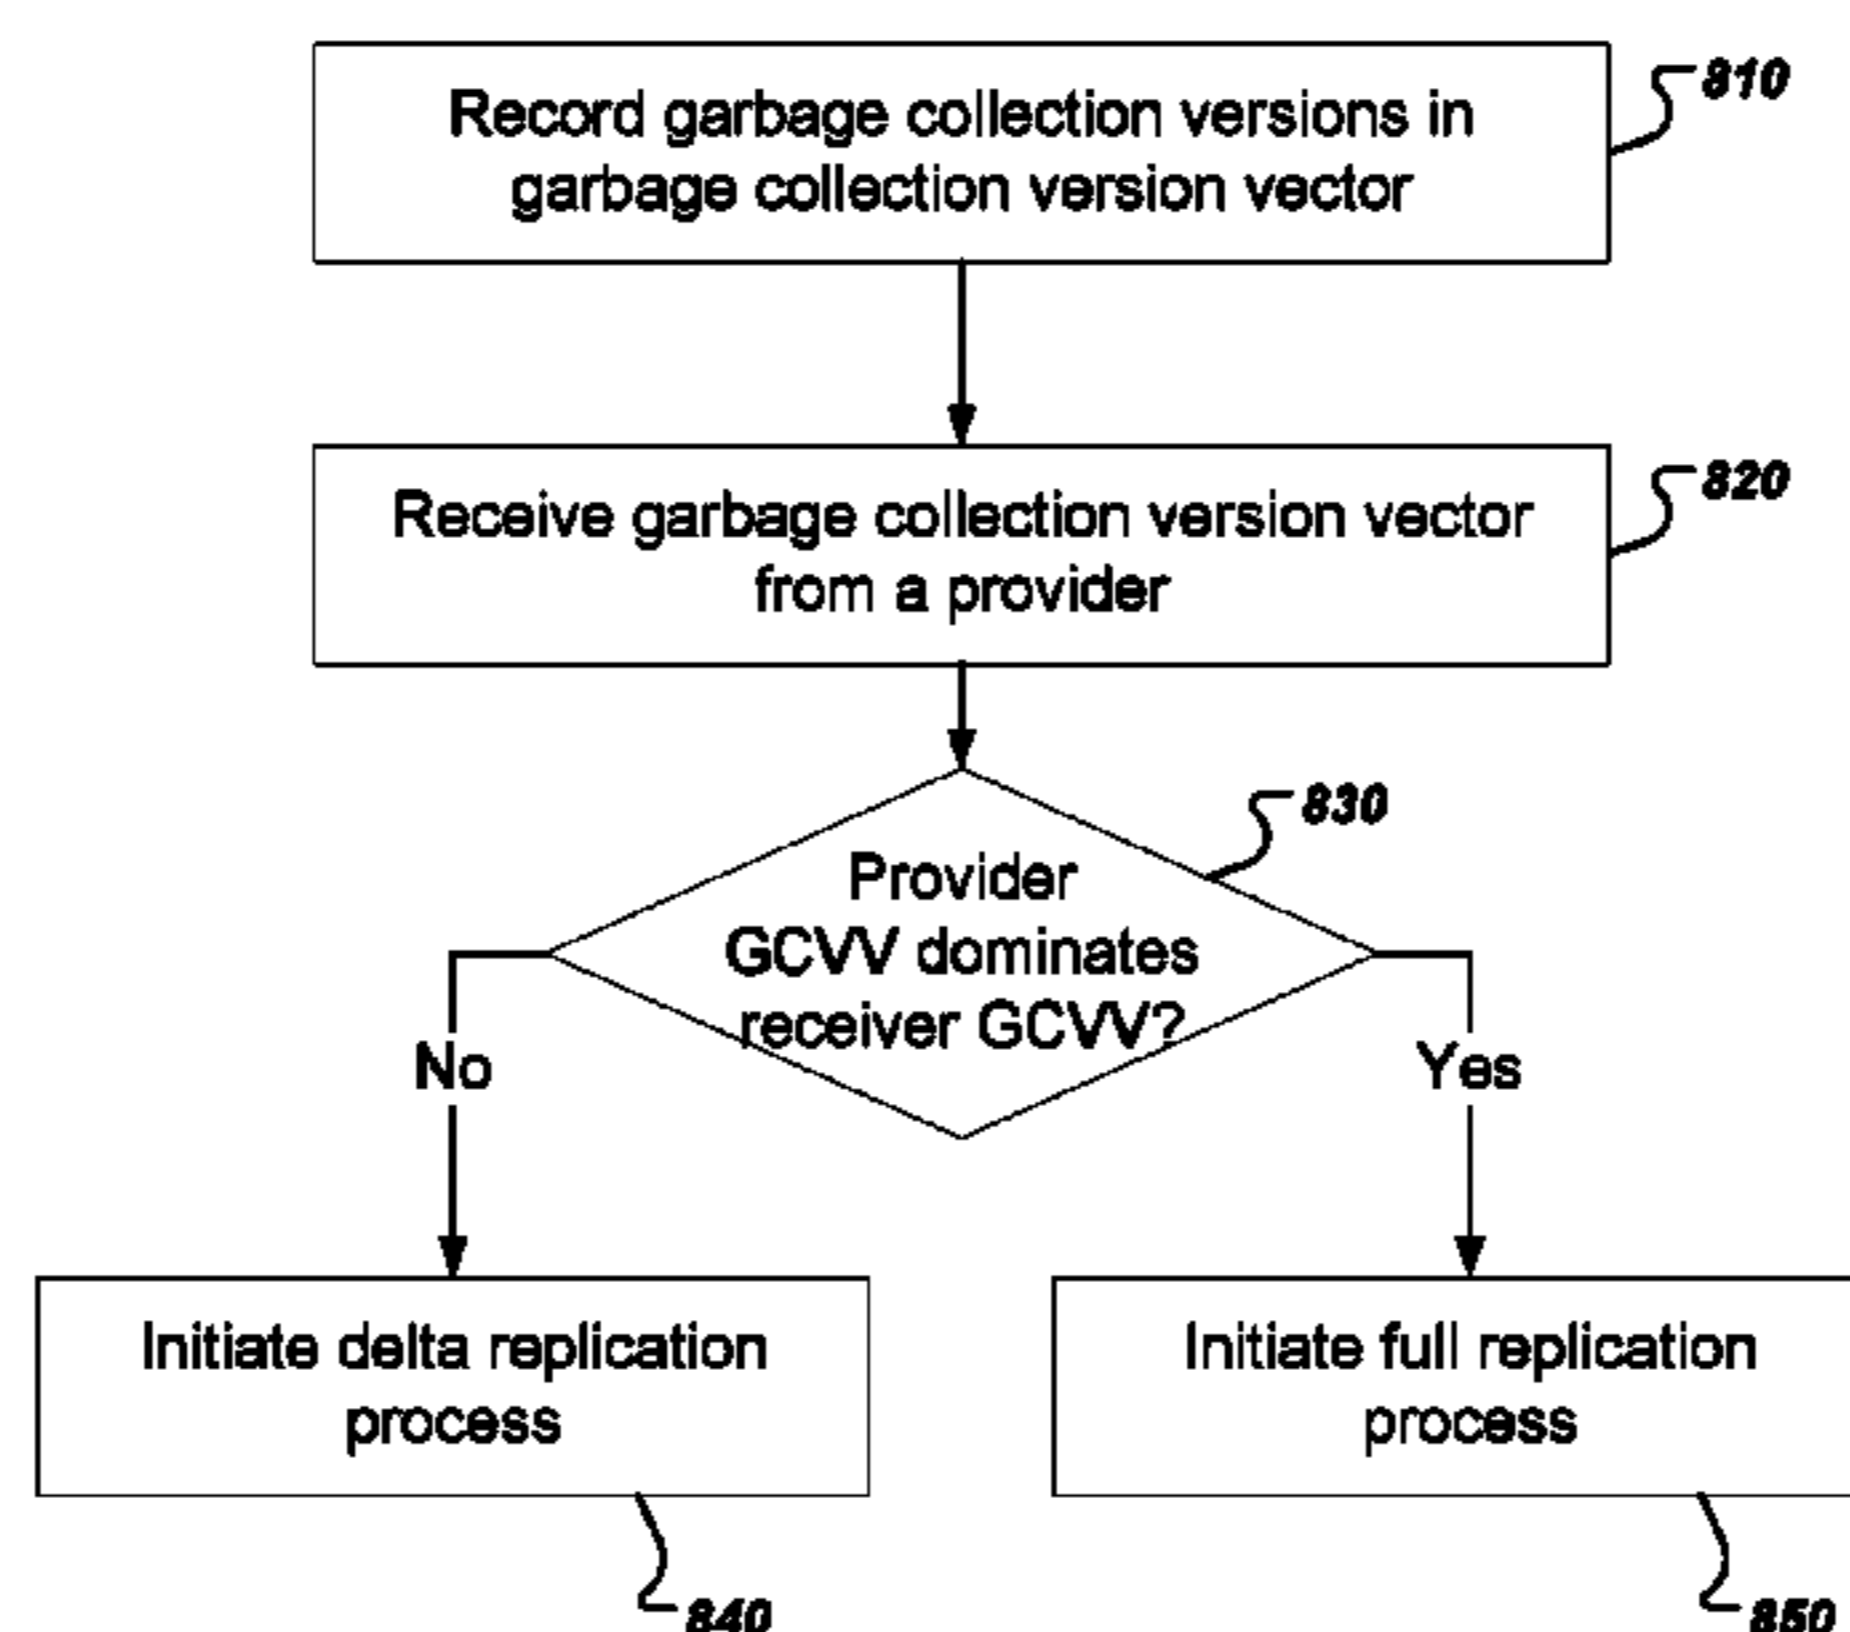 Record garbage collection versions in
garbage collection version vector
810
Receive garbage collection version vector
from a provider
820
Provider
GCVV dominates
receiver GCVV?
830
No
Yes
Initiate delta replication
process
Initiate full replication
process
840
850